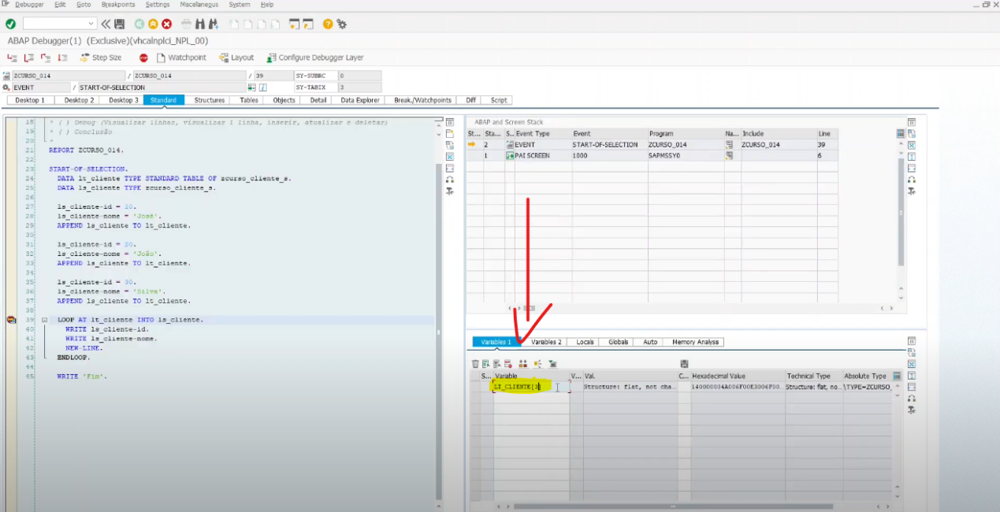 Debugger Edit Goto Breakpoints Settings Miscellaneous System Help
ABAP Debugger(1) (Exclusive)(vhcalnplci_NPL_00)
Step Size Watchpoint Layout Configure Debugger Layer
ZCURSO_014 / ZCURSO_014 / 39 SY-SUBRC 0
EVENT / START-OF-SELECTION SY-TABIX 3
Desktop 1 Desktop 2 Desktop 3 Standard Structures Tables Objects Detail Data Explorer Break./Watchpoints Diff Script
18 * ( ) Debug (Visualizar linhas, visualizar 1 linha, inserir, atualizar e deletar)
19 * ( ) Conclusão
20 *
21 REPORT ZCURSO_014.
22
23 START-OF-SELECTION.
24 DATA lt_cliente TYPE STANDARD TABLE OF zcurso_cliente_s.
25 DATA ls_cliente TYPE zcurso_cliente_s.
26
27 ls_cliente-id = 10.
28 ls_cliente-nome = 'José'.
29 APPEND ls_cliente TO lt_cliente.
30
31 ls_cliente-id = 20.
32 ls_cliente-nome = 'João'.
33 APPEND ls_cliente TO lt_cliente.
34
35 ls_cliente-id = 30.
36 ls_cliente-nome = 'Silva'.
37 APPEND ls_cliente TO lt_cliente.
38
39 LOOP AT lt_cliente INTO ls_cliente.
40 WRITE ls_cliente-id.
41 WRITE ls_cliente-nome.
42 NEW-LINE.
43 ENDLOOP.
44
45 WRITE 'Fim'.
ABAP and Screen Stack
St... Sta... S.. Event Type Event Program Na... Include Line
2 EVENT START-OF-SELECTION ZCURSO_014 ZCURSO_014 39
1 PAI SCREEN 1000 SAPMSSY0 6
Variables 1 Variables 2 Locals Globals Auto Memory Analysis
S... Variable V... Val. C... Hexadecimal Value Technical Type Absolute Type
LT_CLIENTE[3] Structure: flat, not cha... 140000004A006F00E3006F00... Structure: flat, no... \TYPE=ZCURSO_